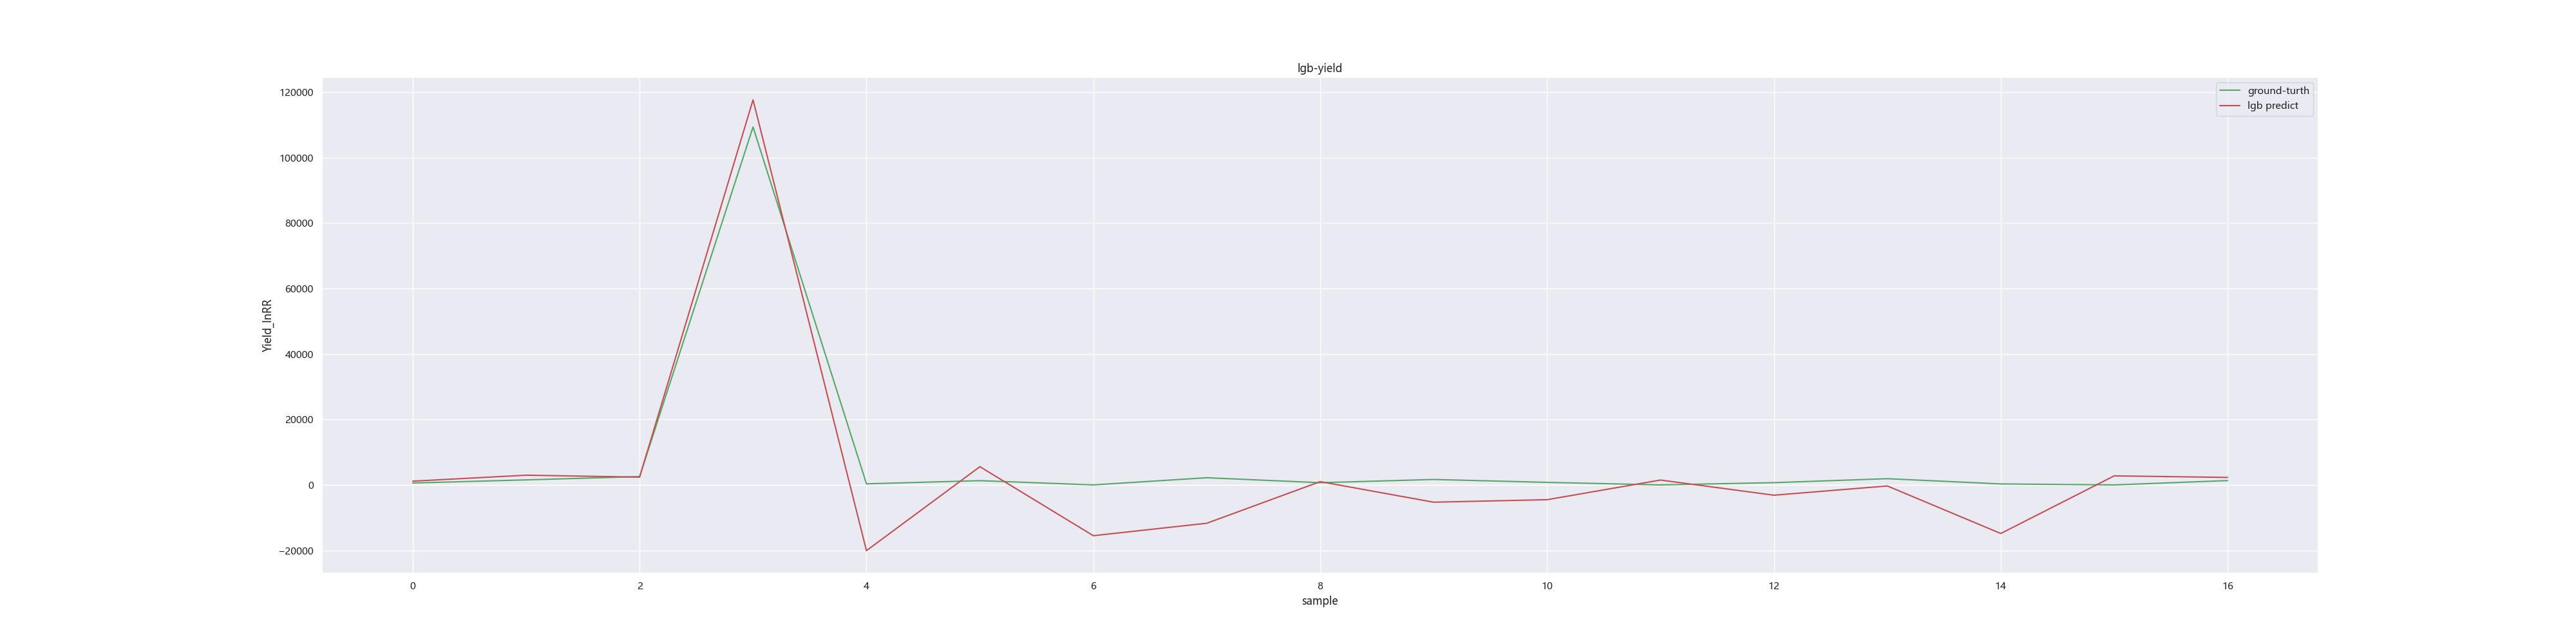 lgb-yield
ground-turth
lgb predict
120000
100000
80000
60000
40000
20000
0
−20000
Yield_lnRR
0 2 4 6 8 10 12 14 16
sample